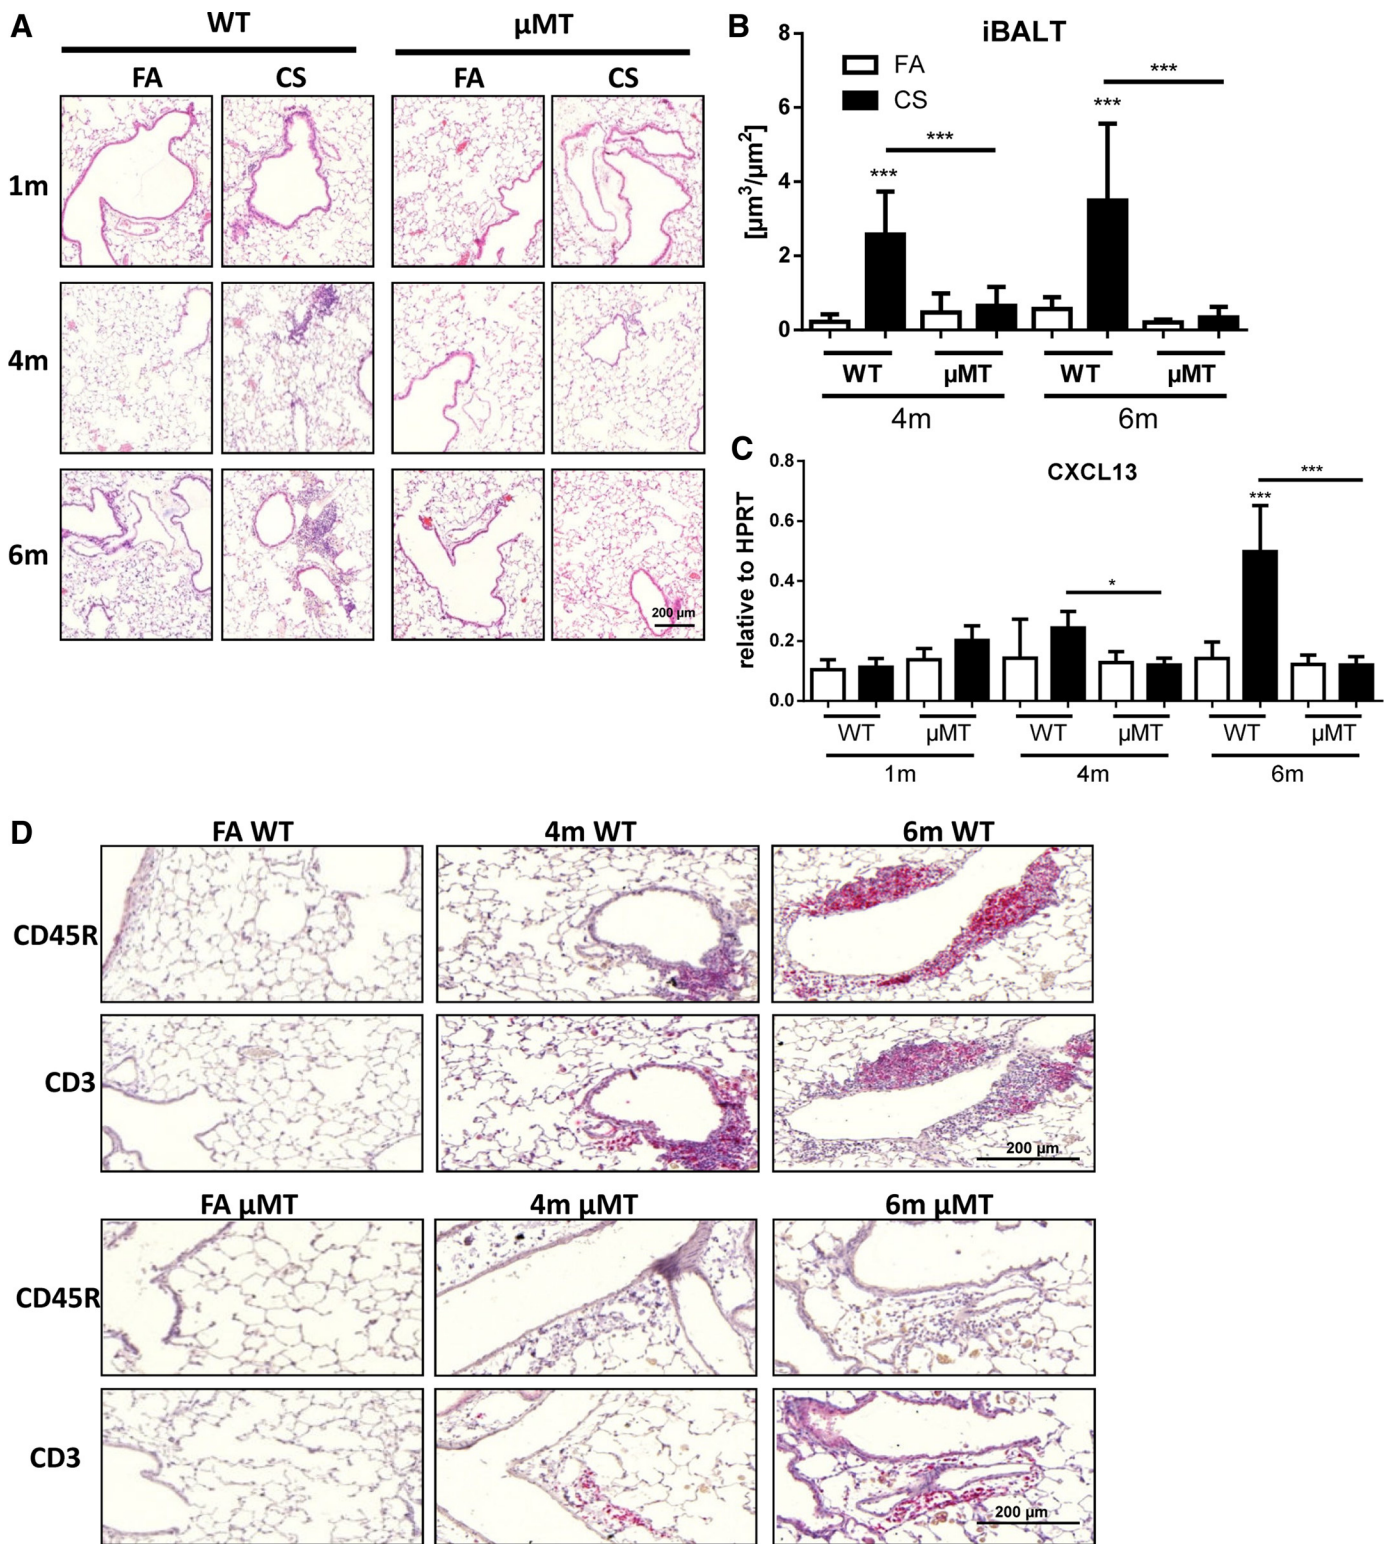 A
WT
µMT
FA
CS
FA
CS
1m
4m
6m
200 µm
B
iBALT
FA
CS
[µm³/µm²]
8
6
4
2
0
***
***
***
***
WT
µMT
WT
µMT
4m
6m
C
CXCL13
relative to HPRT
0.8
0.6
0.4
0.2
0.0
*
***
***
WT
µMT
WT
µMT
WT
µMT
1m
4m
6m
D
FA WT
4m WT
6m WT
CD45R
CD3
200 µm
FA µMT
4m µMT
6m µMT
CD45R
CD3
200 µm